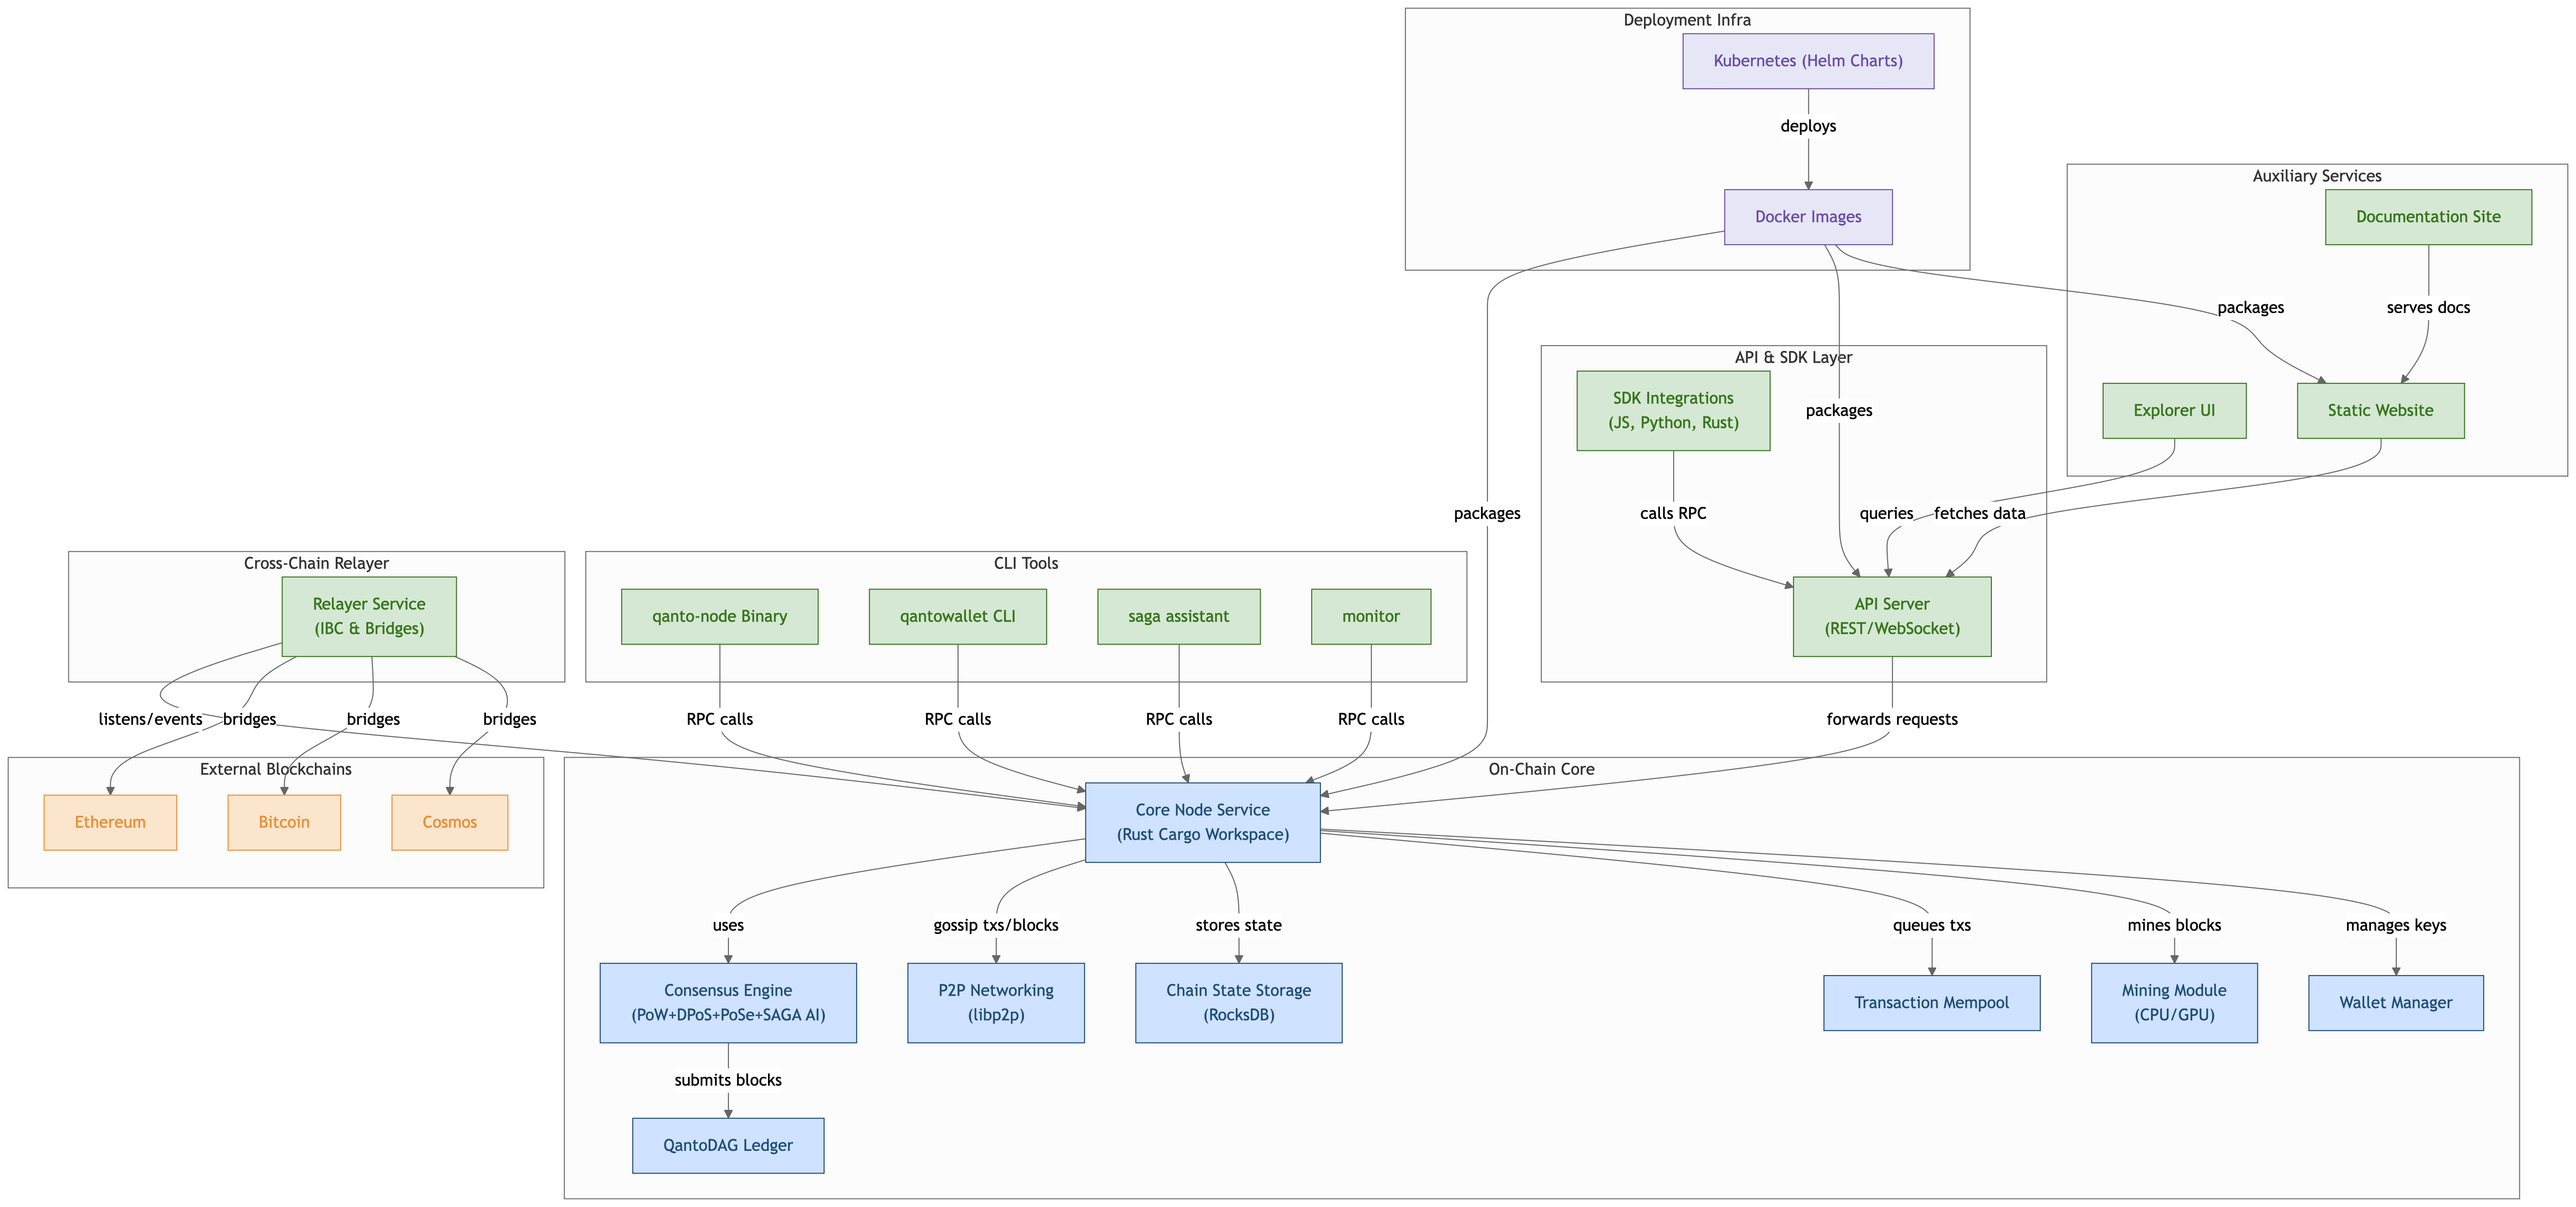 Deployment Infra
Kubernetes (Helm Charts)
deploys
Docker Images
Auxiliary Services
Documentation Site
packages
serves docs
Explorer UI
Static Website
API & SDK Layer
SDK Integrations
(JS, Python, Rust)
packages
packages
calls RPC
queries
fetches data
API Server
(REST/WebSocket)
Cross-Chain Relayer
Relayer Service
(IBC & Bridges)
CLI Tools
qanto-node Binary
qantowallet CLI
saga assistant
monitor
listens/events
bridges
bridges
bridges
RPC calls
RPC calls
RPC calls
RPC calls
forwards requests
External Blockchains
Ethereum
Bitcoin
Cosmos
On-Chain Core
Core Node Service
(Rust Cargo Workspace)
uses
gossip txs/blocks
stores state
queues txs
mines blocks
manages keys
Consensus Engine
(PoW+DPoS+PoSe+SAGA AI)
P2P Networking
(libp2p)
Chain State Storage
(RocksDB)
Transaction Mempool
Mining Module
(CPU/GPU)
Wallet Manager
submits blocks
QantoDAG Ledger